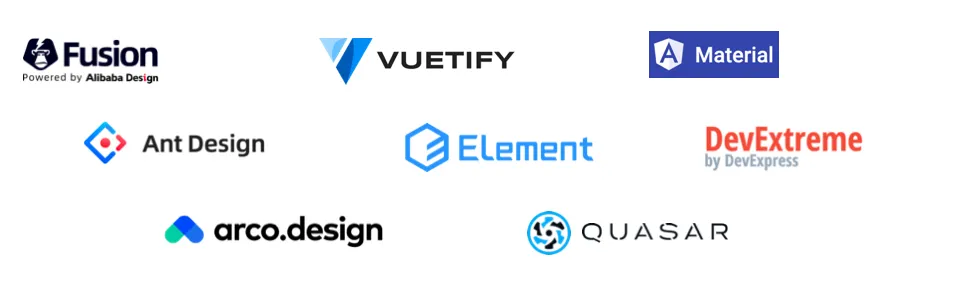 Fusion
Powered by Alibaba Design
VUETIFY
A Material
Ant Design
Element
DevExtreme
by DevExpress
arco.design
QUASAR